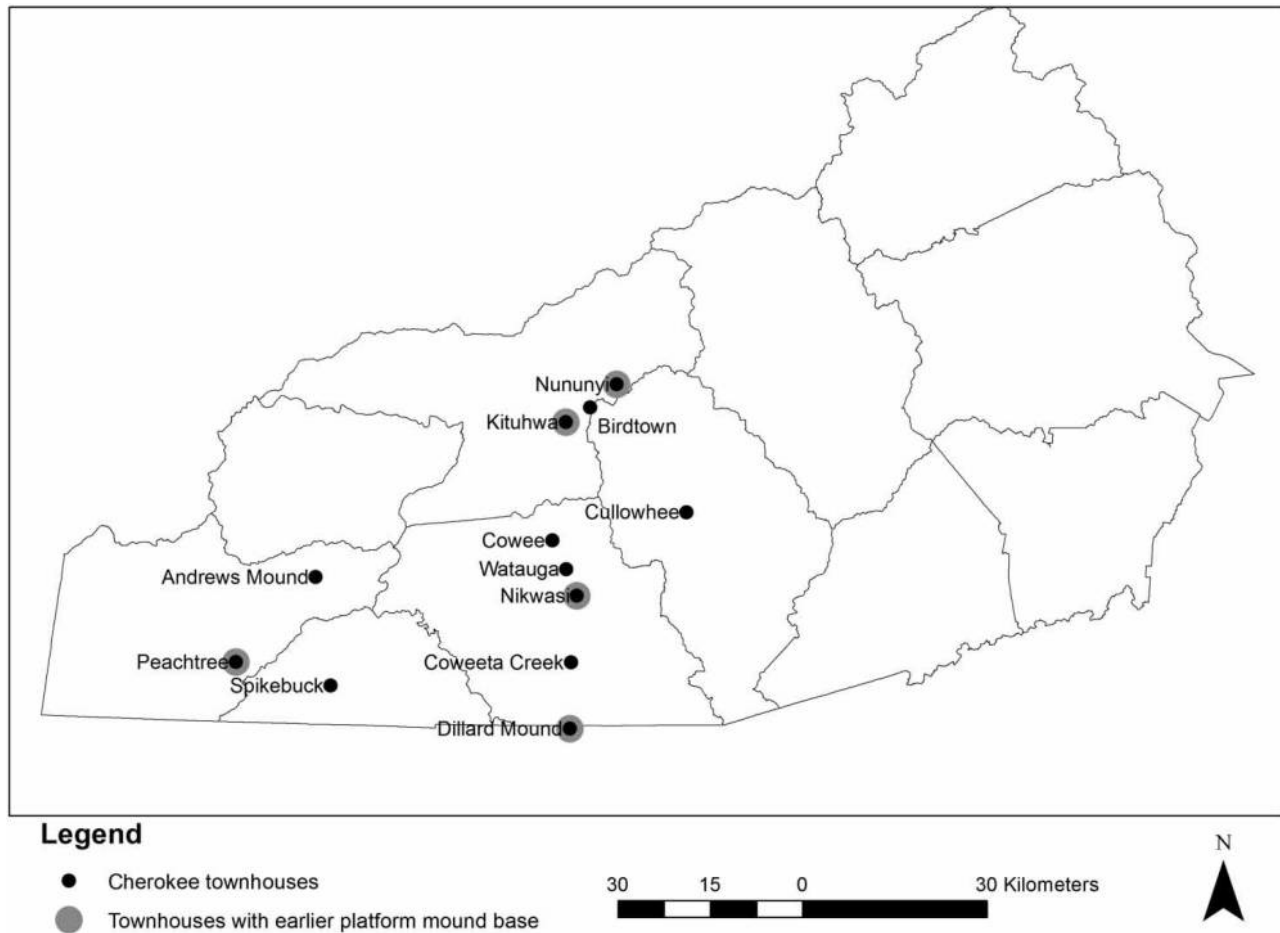 Nununyi
Birdtown
Kituhwa
Cullowhee
Cowee
Watauga
Andrews Mound
Nikwasi
Peachtree
Coweeta Creek
Spikebuck
Dillard Mound
Legend
Cherokee townhouses
Townhouses with earlier platform mound base
30 15 0 30 Kilometers
N